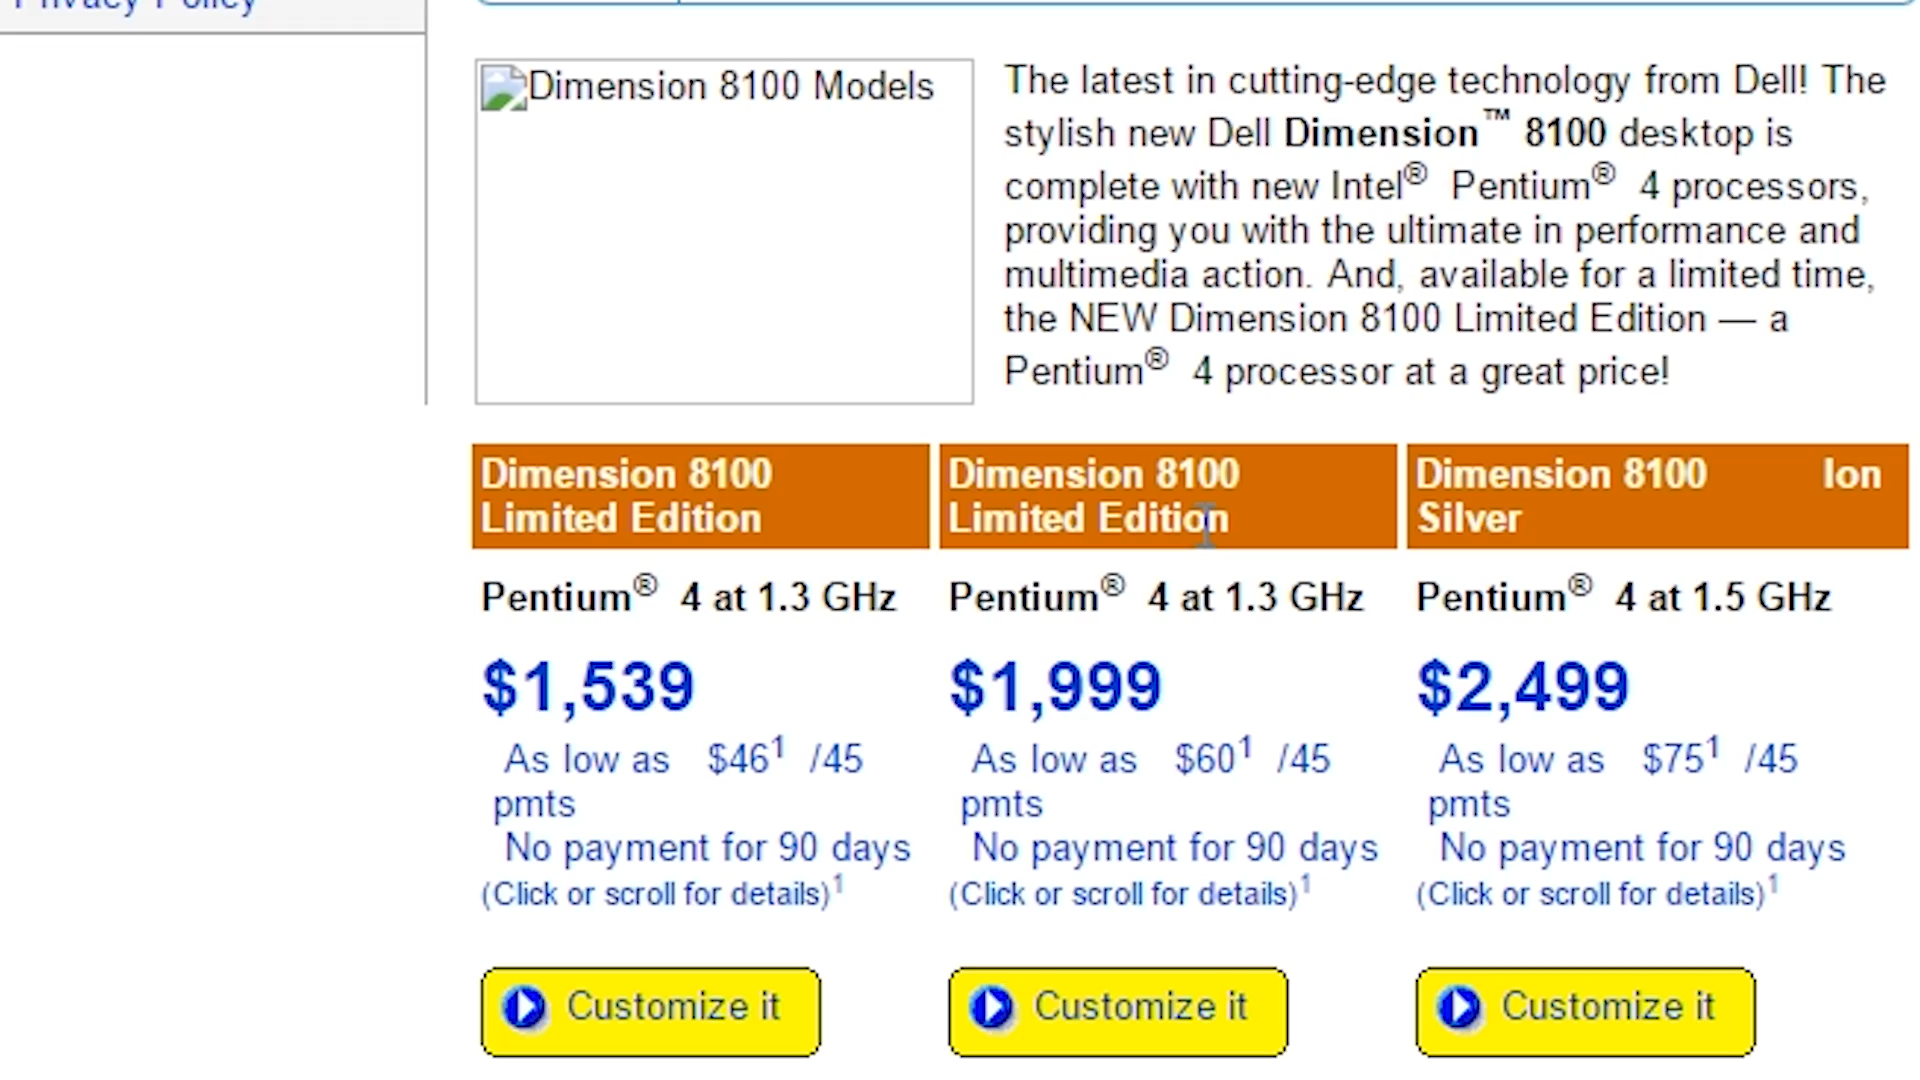 Privacy Policy
Dimension 8100 Models
The latest in cutting-edge technology from Dell! The
stylish new Dell Dimension™ 8100 desktop is
complete with new Intel® Pentium® 4 processors,
providing you with the ultimate in performance and
multimedia action. And, available for a limited time,
the NEW Dimension 8100 Limited Edition — a
Pentium® 4 processor at a great price!
Dimension 8100
Limited Edition
Pentium® 4 at 1.3 GHz
$1,539
As low as $46¹ /45
pmts
No payment for 90 days
(Click or scroll for details)¹
Customize it
Dimension 8100
Limited Edition
Pentium® 4 at 1.3 GHz
$1,999
As low as $60¹ /45
pmts
No payment for 90 days
(Click or scroll for details)¹
Customize it
Dimension 8100 Ion
Silver
Pentium® 4 at 1.5 GHz
$2,499
As low as $75¹ /45
pmts
No payment for 90 days
(Click or scroll for details)¹
Customize it